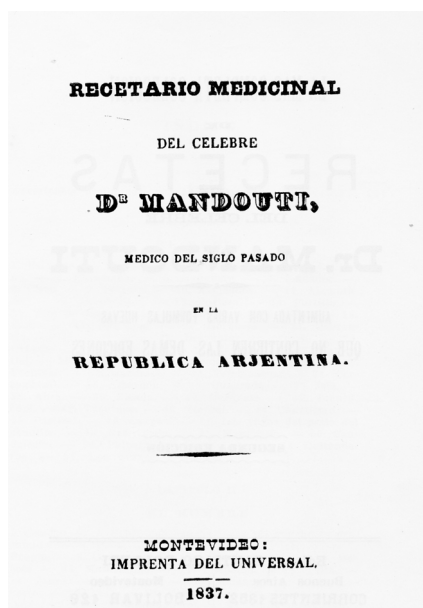 RECETARIO MEDICINAL
DEL CELEBRE
DR MANDOUTI,
MEDICO DEL SIGLO PASADO
EN LA
REPUBLICA ARJENTINA.
MONTEVIDEO:
IMPRENTA DEL UNIVERSAL.
1837.